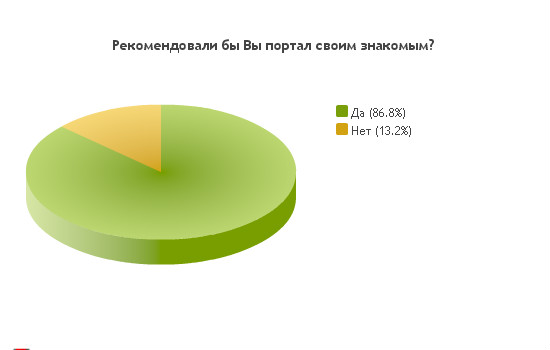 Рекомендовали бы Вы портал своим знакомым?
Да (86.8%)
Нет (13.2%)